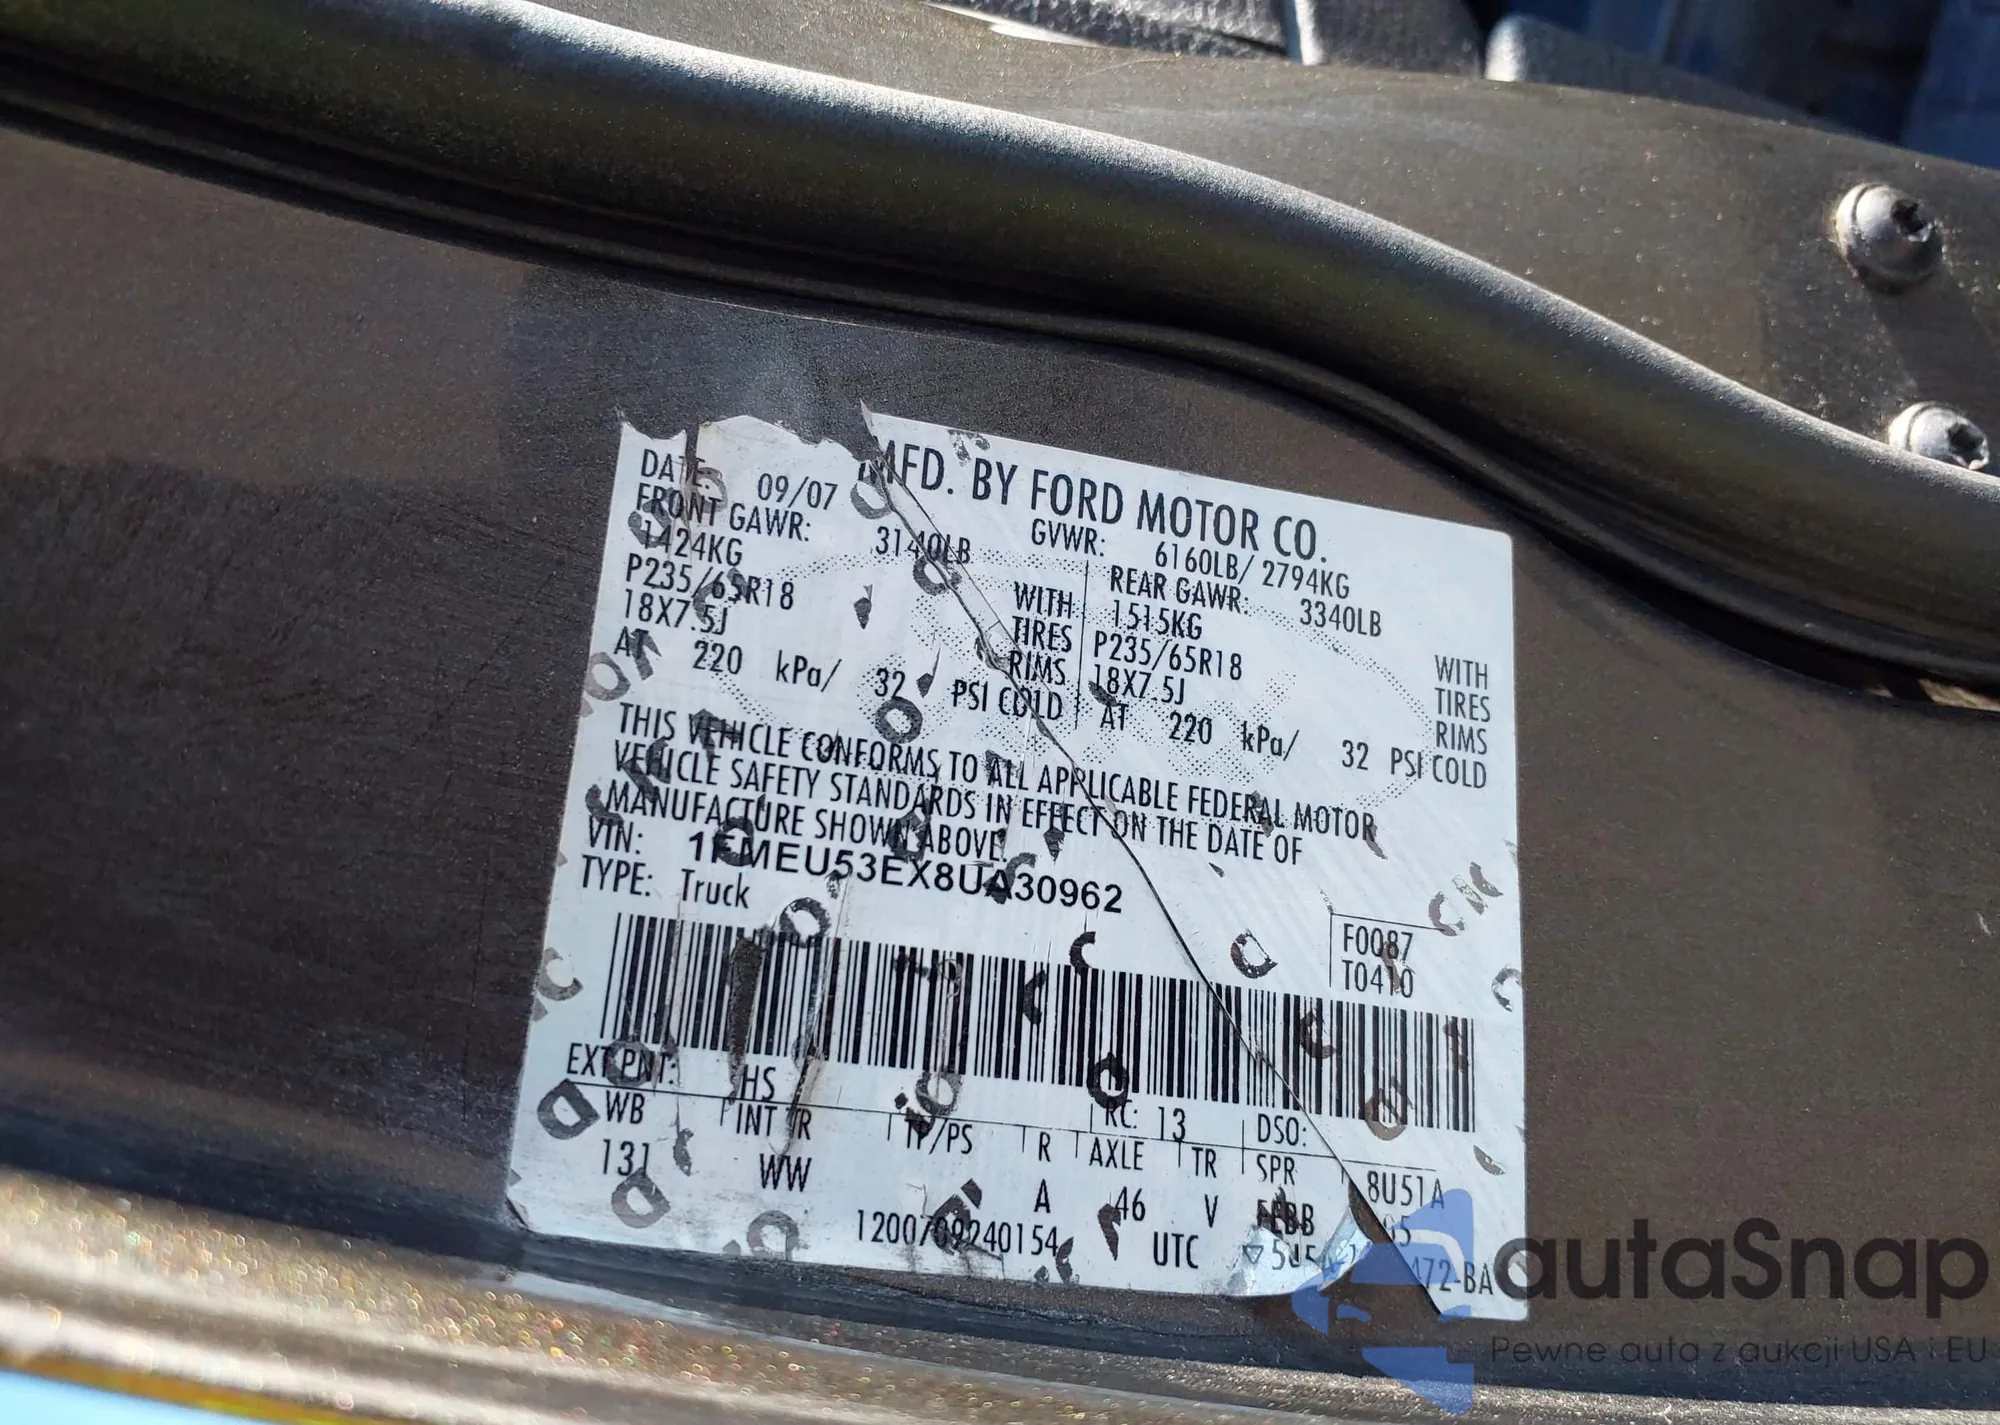 MFD. BY FORD MOTOR CO.
DATE: 09/07
GVWR: 6160LB/ 2794KG
FRONT GAWR: 3140LB
1424KG
P235/65R18
18X7.5J
AT 220 kPa/ 32 PSI COLD
WITH
TIRES
RIMS
REAR GAWR: 3340LB
1515KG
P235/65R18
18X7.5J
AT 220 kPa/ 32 PSI COLD
WITH
TIRES
RIMS
THIS VEHICLE CONFORMS TO ALL APPLICABLE FEDERAL MOTOR
VEHICLE SAFETY STANDARDS IN EFFECT ON THE DATE OF
MANUFACTURE SHOWN ABOVE.
VIN: 1FMEU53EX8UA30962
TYPE: Truck
F0087
T0410
EXT PNT: HS RC: 13 DSO:
WB INT TR TP/PS R AXLE TR SPR 8U51A
131 WW A 46 V
1200709240154 UTC
autaSnap
Pewne auta z aukcji USA i EU